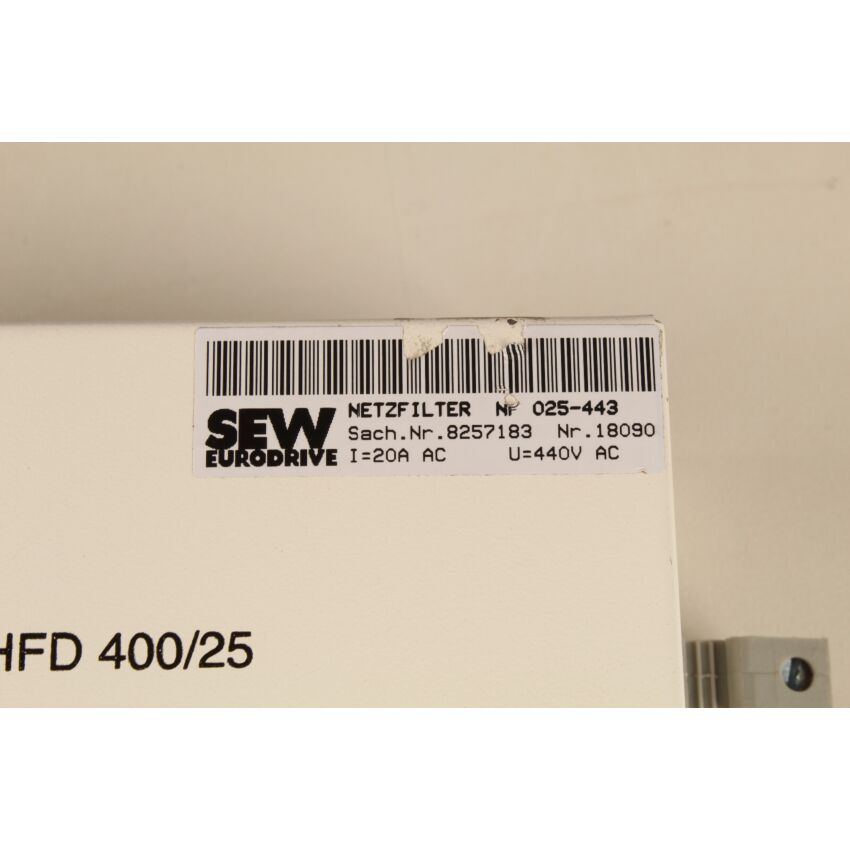 SEW
EURODRIVE
NETZFILTER NF 025-443
Sach.Nr.8257183 Nr.18090
I=20A AC U=440V AC
HFD 400/25